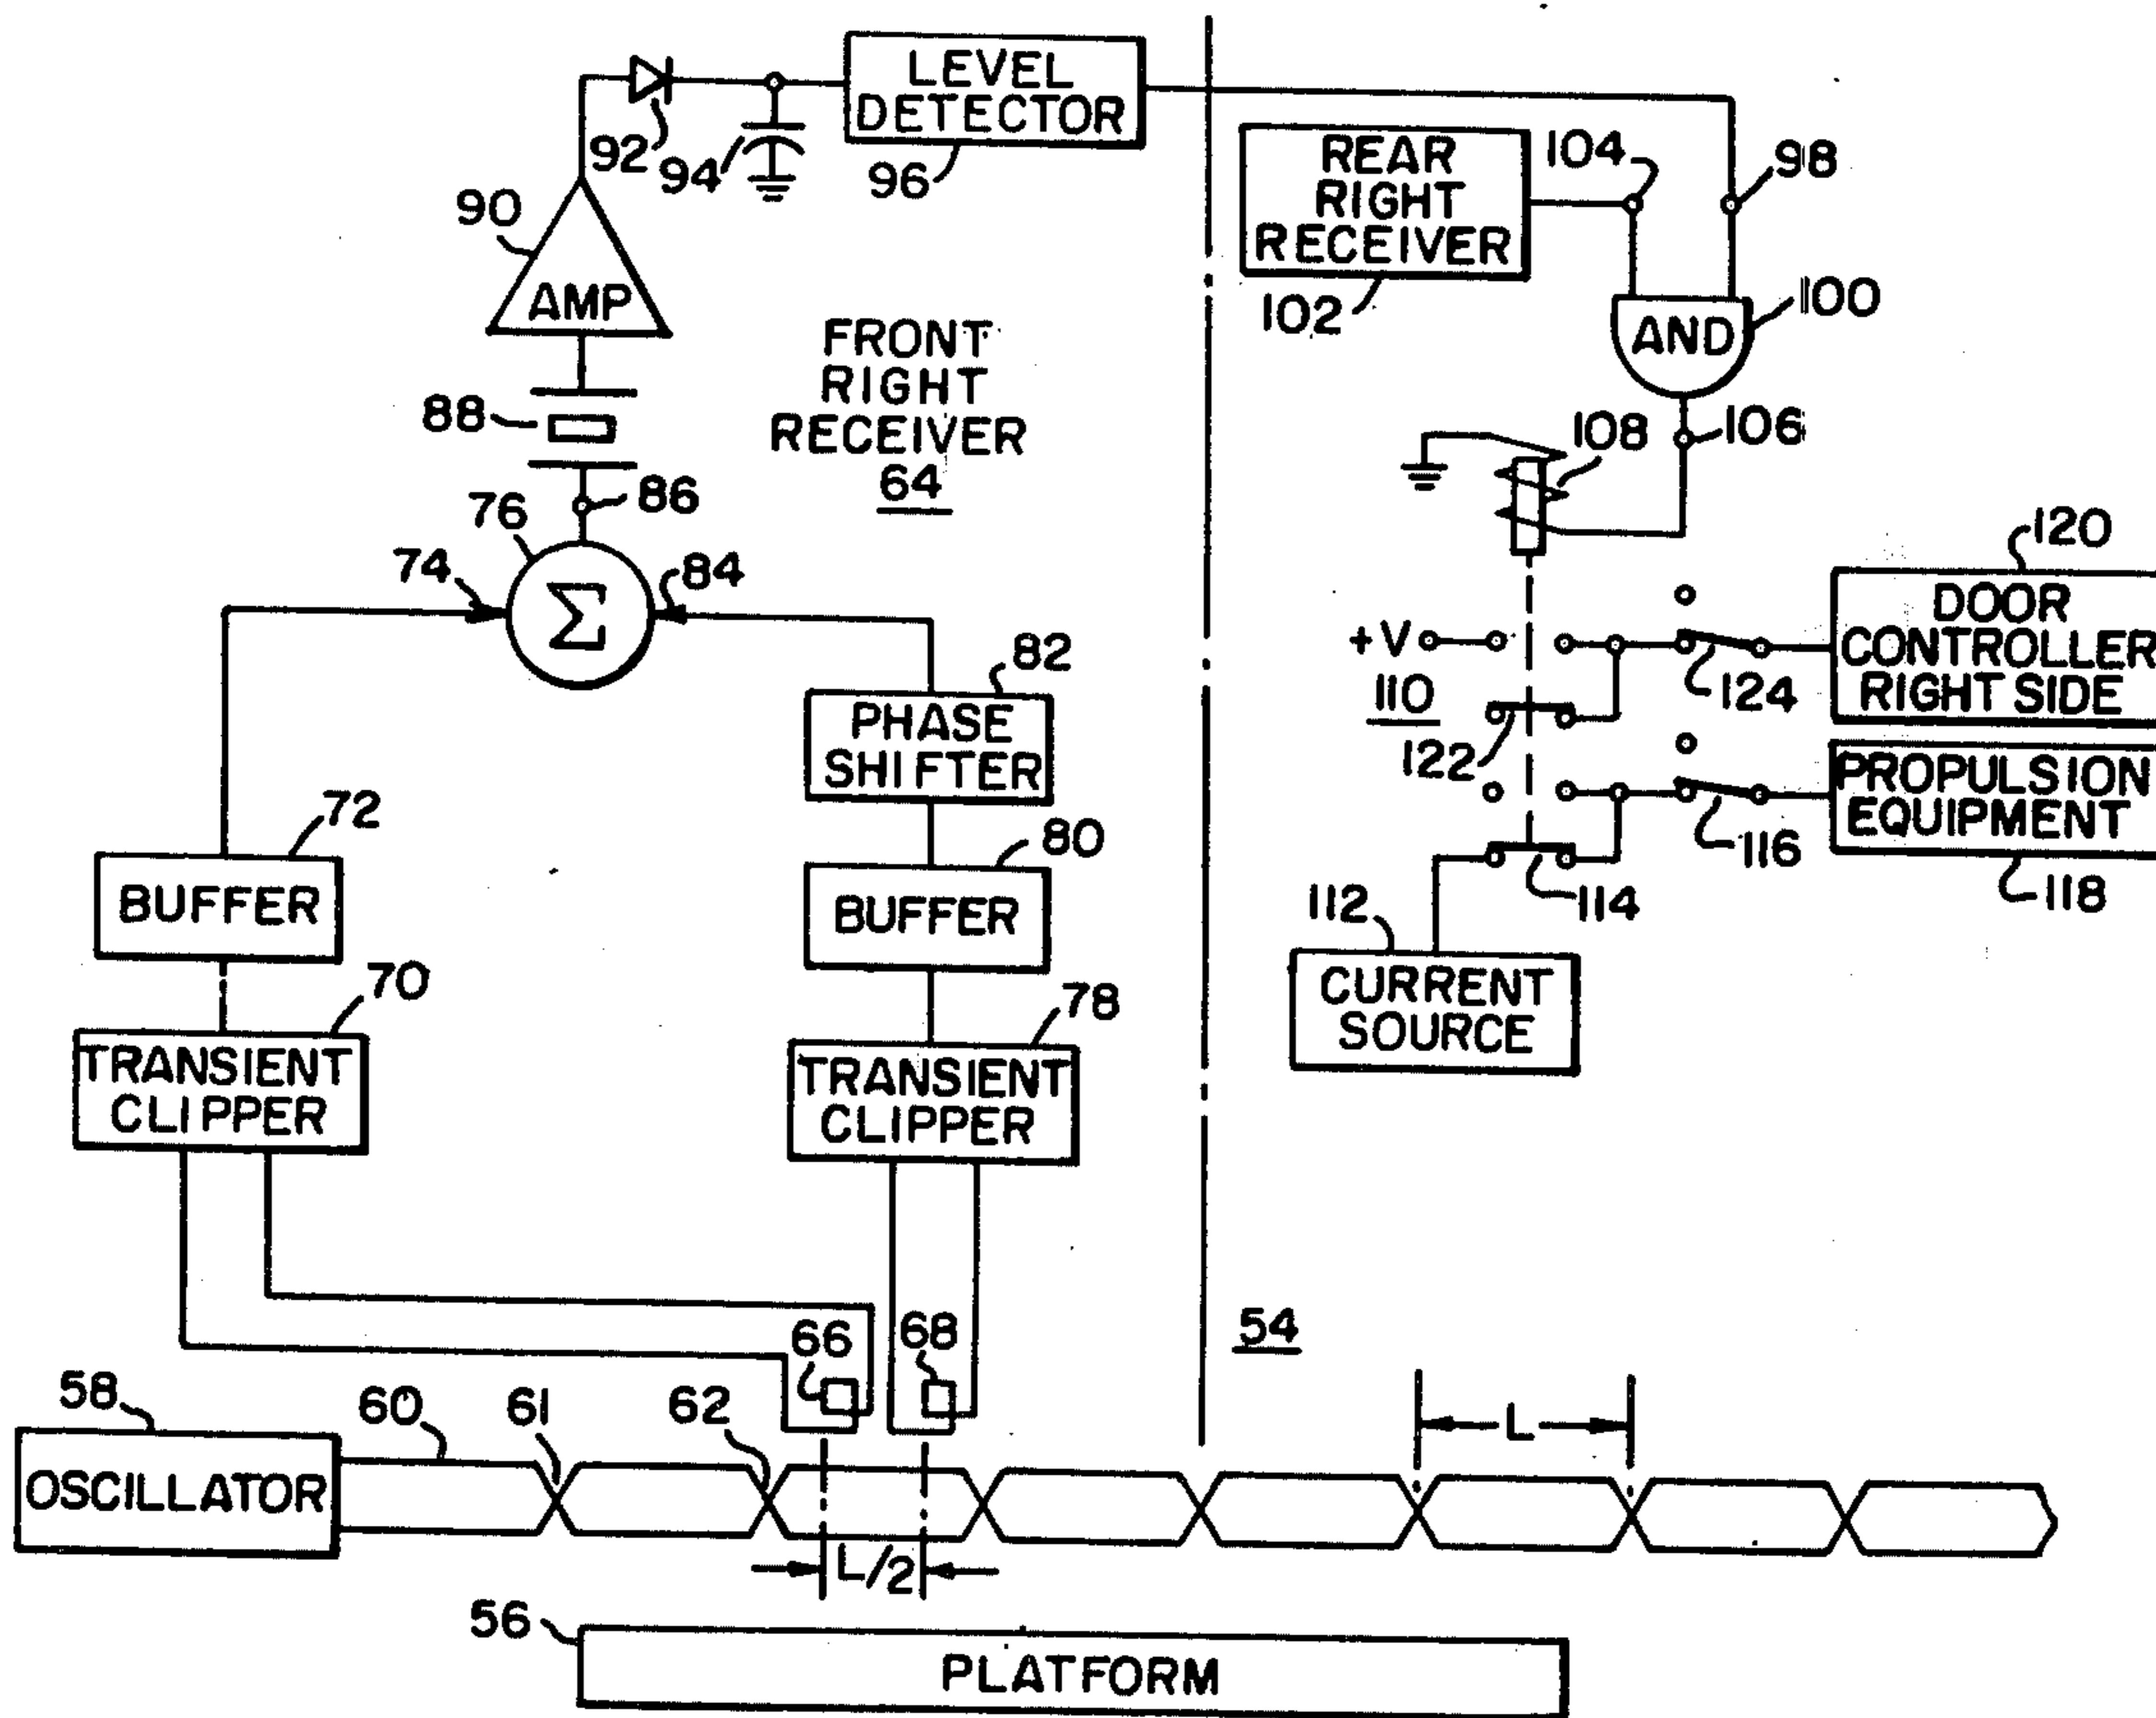 LEVEL
DETECTOR
92
94
96
90
AMP
REAR
RIGHT
RECEIVER
102
104
98
100
AND
FRONT
RIGHT
RECEIVER
64
88
86
76
74
84
Σ
108
106
120
DOOR
CONTROLLER
RIGHT SIDE
+V
110
122
124
PROPULSION
EQUIPMENT
116
118
114
112
CURRENT
SOURCE
82
PHASE
SHIFTER
72
BUFFER
80
BUFFER
70
TRANSIENT
CLIPPER
78
TRANSIENT
CLIPPER
66
68
54
58
60
61
62
L
OSCILLATOR
L/2
56
PLATFORM